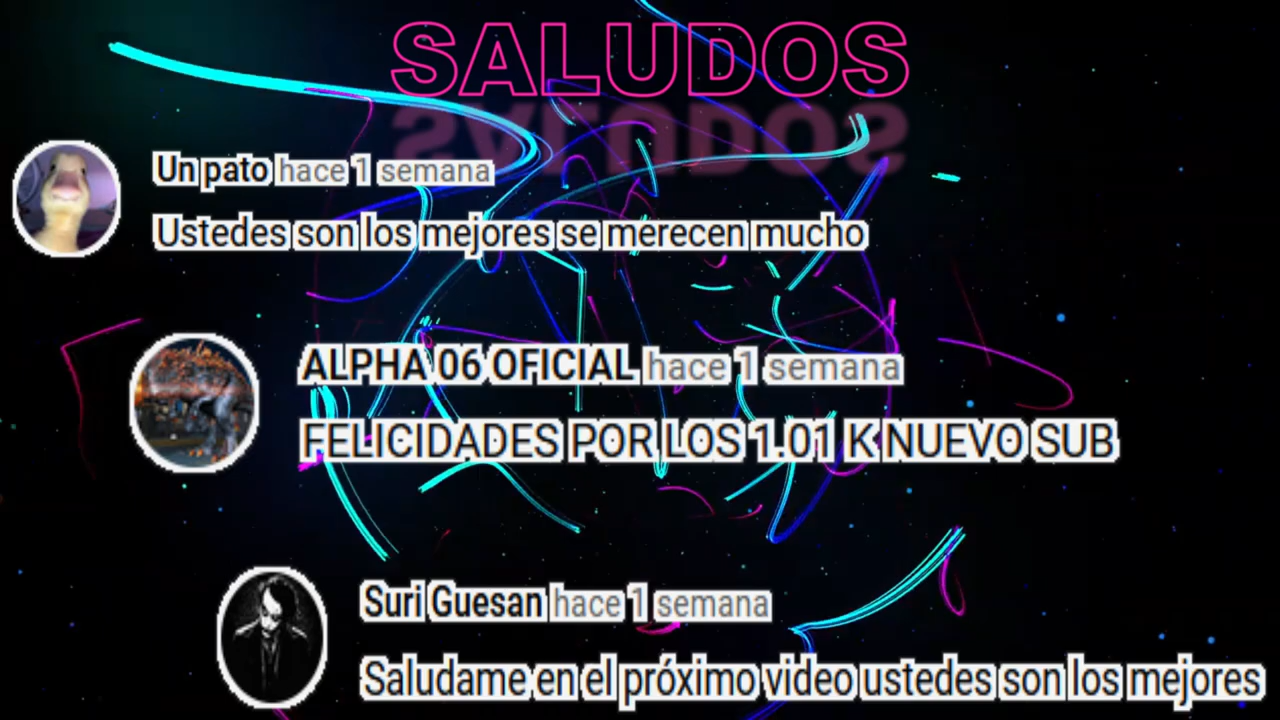 SALUDOS
Un pato hace 1 semana
Ustedes son los mejores se merecen mucho
ALPHA 06 OFICIAL hace 1 semana
FELICIDADES POR LOS 1.01 K NUEVO SUB
Suri Guesan hace 1 semana
Saludame en el próximo video ustedes son los mejores